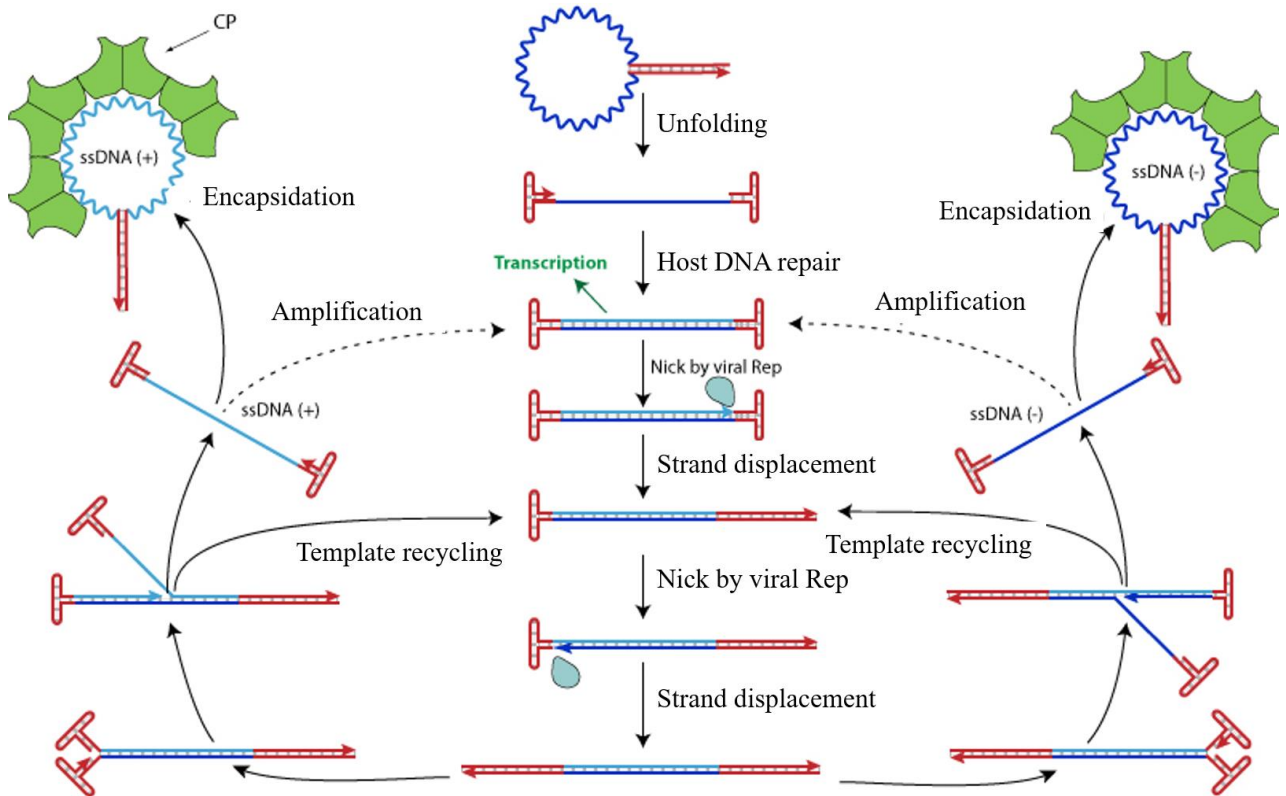 CP
ssDNA (+)
Encapsidation
Unfolding
ssDNA (-)
Encapsidation
Host DNA repair
Transcription
Amplification
Amplification
Nick by viral Rep
ssDNA (+)
ssDNA (-)
Strand displacement
Template recycling
Template recycling
Nick by viral Rep
Strand displacement